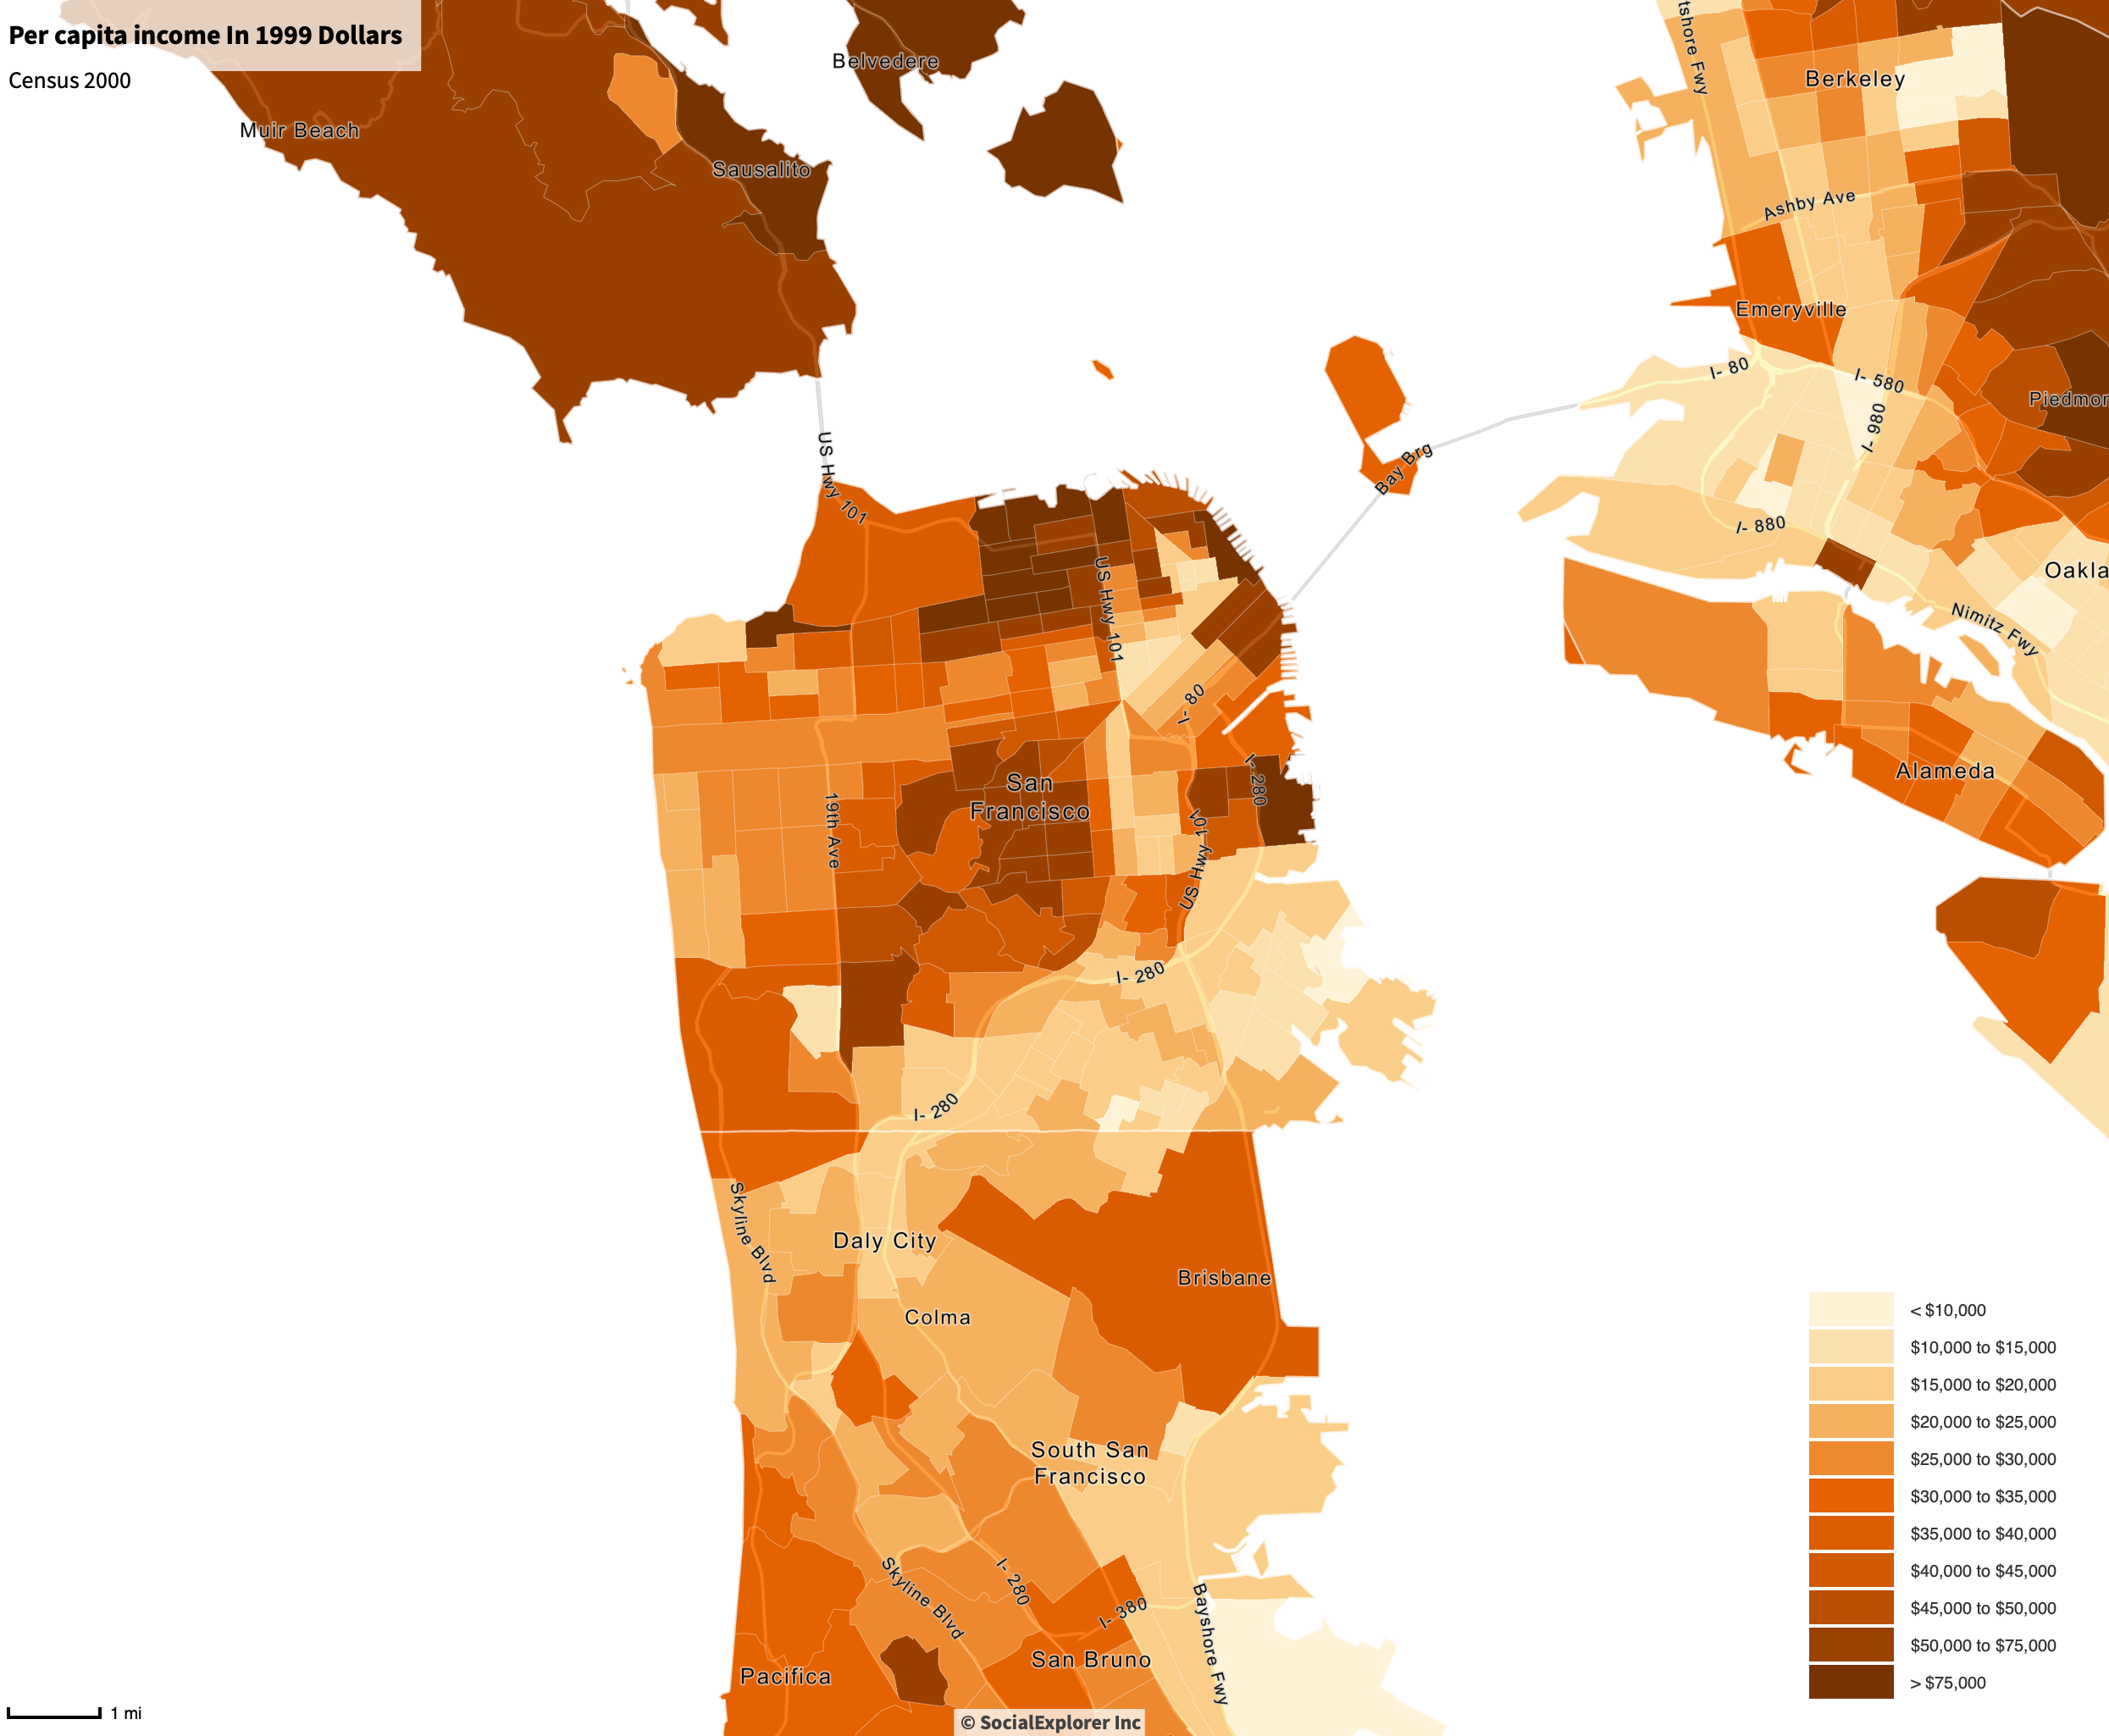 Per capita income In 1999 Dollars
Census 2000
Belvedere
tshore Fwy
Berkeley
Muir Beach
Sausalito
Ashby Ave
Emeryville
I- 80
I- 580
Piedmor
I- 980
US Hwy 101
Bay Brg
I- 880
Oakla
US Hwy 101
Nimitz Fwy
I- 80
San
Francisco
I- 280
Alameda
19th Ave
US Hwy 101
I- 280
I- 280
Skyline Blvd
Daly City
Brisbane
Colma
South San
Francisco
Skyline Blvd
I- 280
I- 380
Bayshore Fwy
San Bruno
Pacifica
< $10,000
$10,000 to $15,000
$15,000 to $20,000
$20,000 to $25,000
$25,000 to $30,000
$30,000 to $35,000
$35,000 to $40,000
$40,000 to $45,000
$45,000 to $50,000
$50,000 to $75,000
> $75,000
1 mi
© SocialExplorer Inc